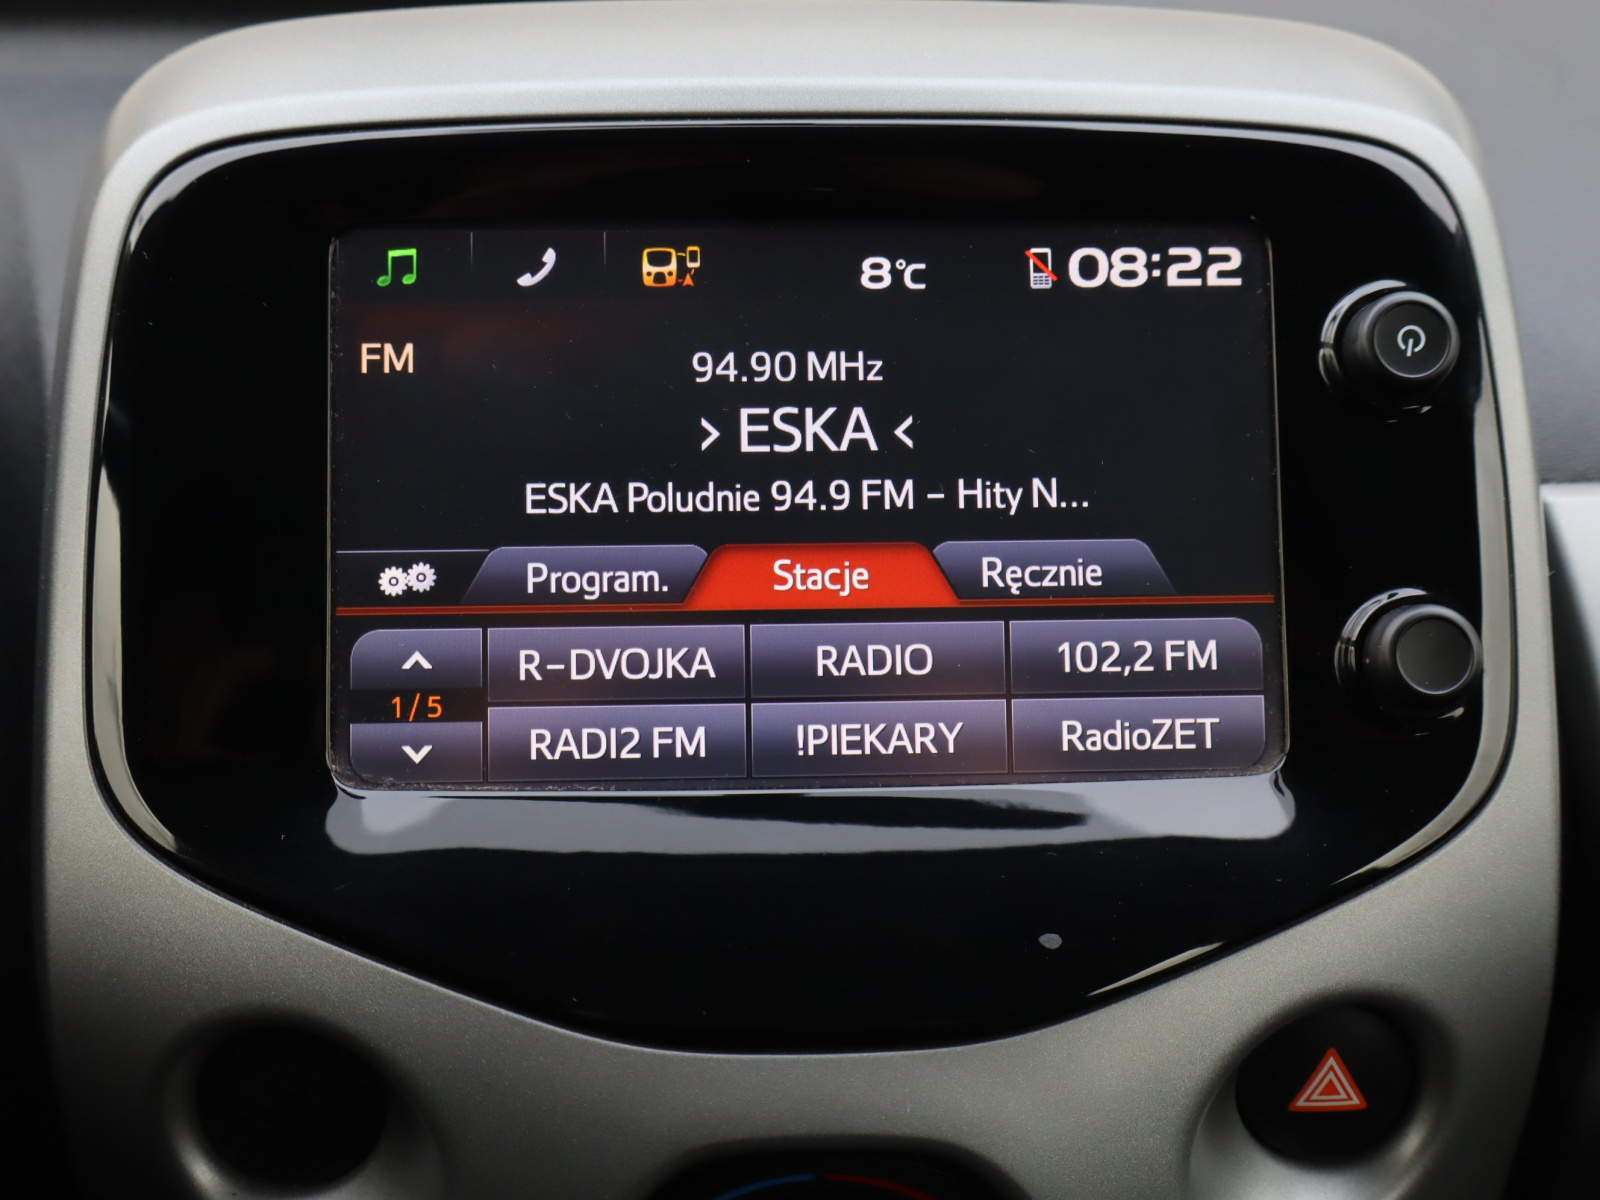 8°C 08:22
FM
94.90 MHz
> ESKA <
ESKA Poludnie 94.9 FM – Hity N...
Program. Stacje Ręcznie
R-DVOJKA RADIO 102,2 FM
1/5
RADI2 FM !PIEKARY RadioZET